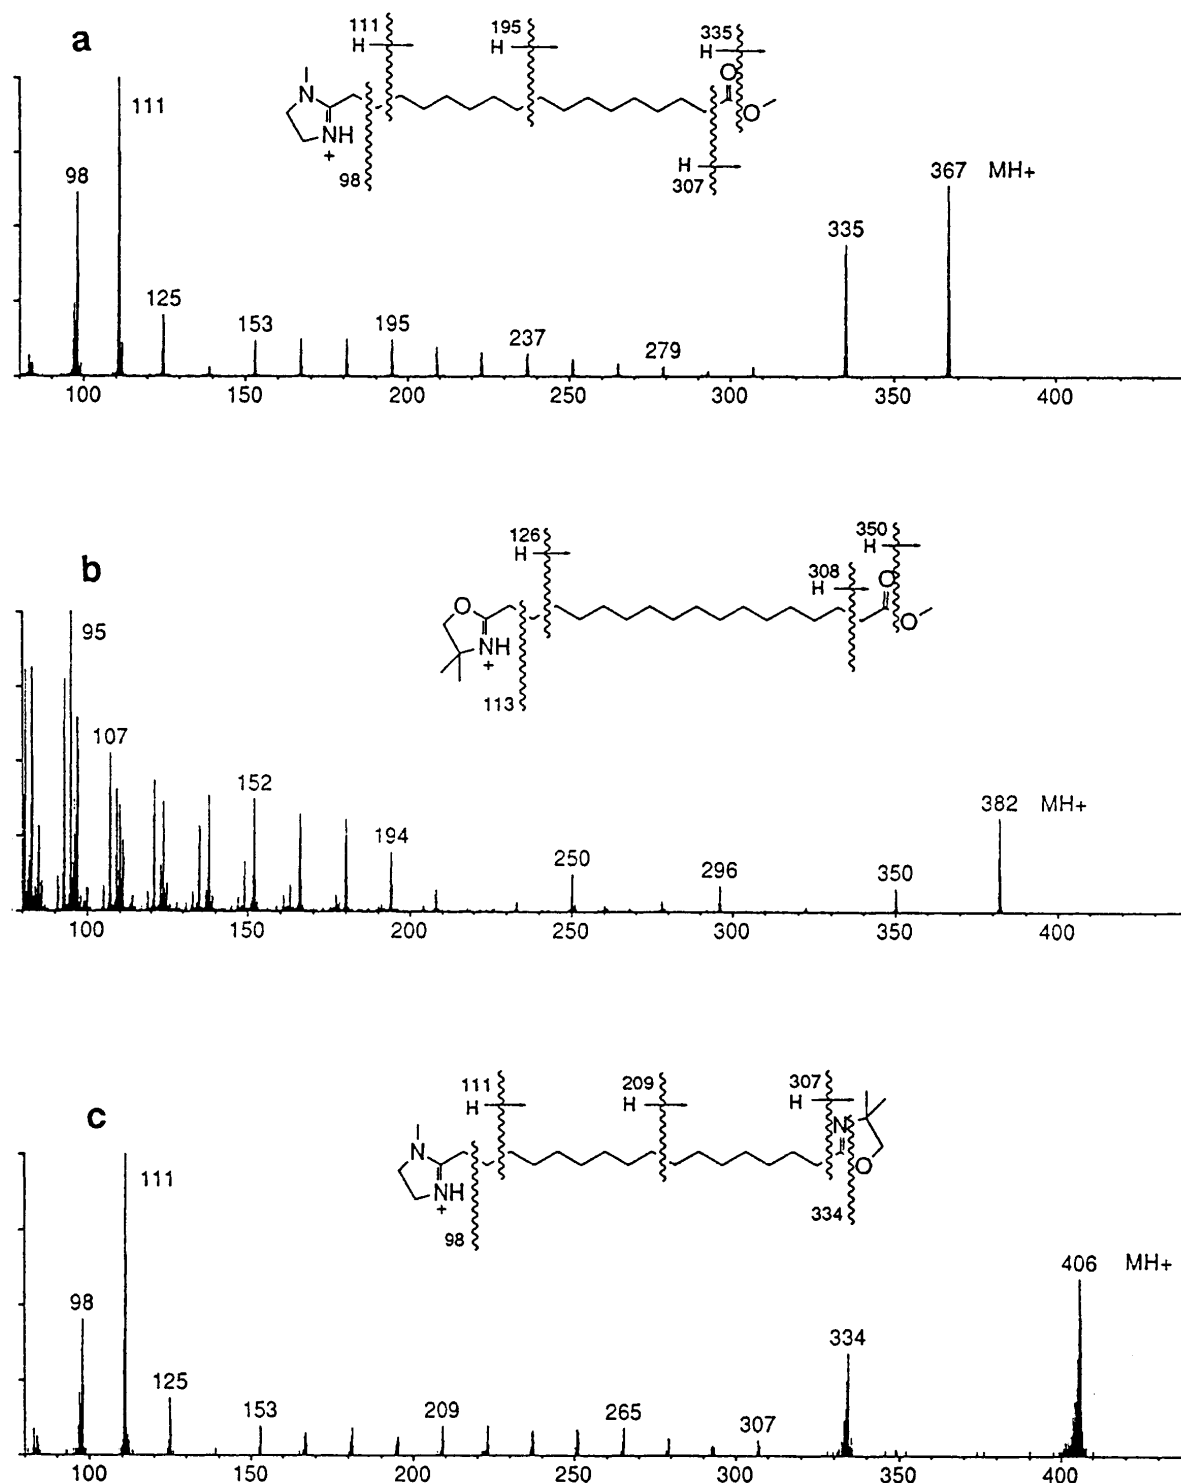 a
111 195 335
H H H
O
N
NH
+
O
98
H
307
111
98
367 MH+
335
125
153 195
237
279
100 150 200 250 300 350 400
b
126 350
H H
308
H
O
O
NH
+
O
113
95
107
152
194
250
296
350
382 MH+
100 150 200 250 300 350 400
c
111 209 307
H H H
N
N
NH
+
O
98
334
111
98
125
153
209
265
307
334
406 MH+
100 150 200 250 300 350 400